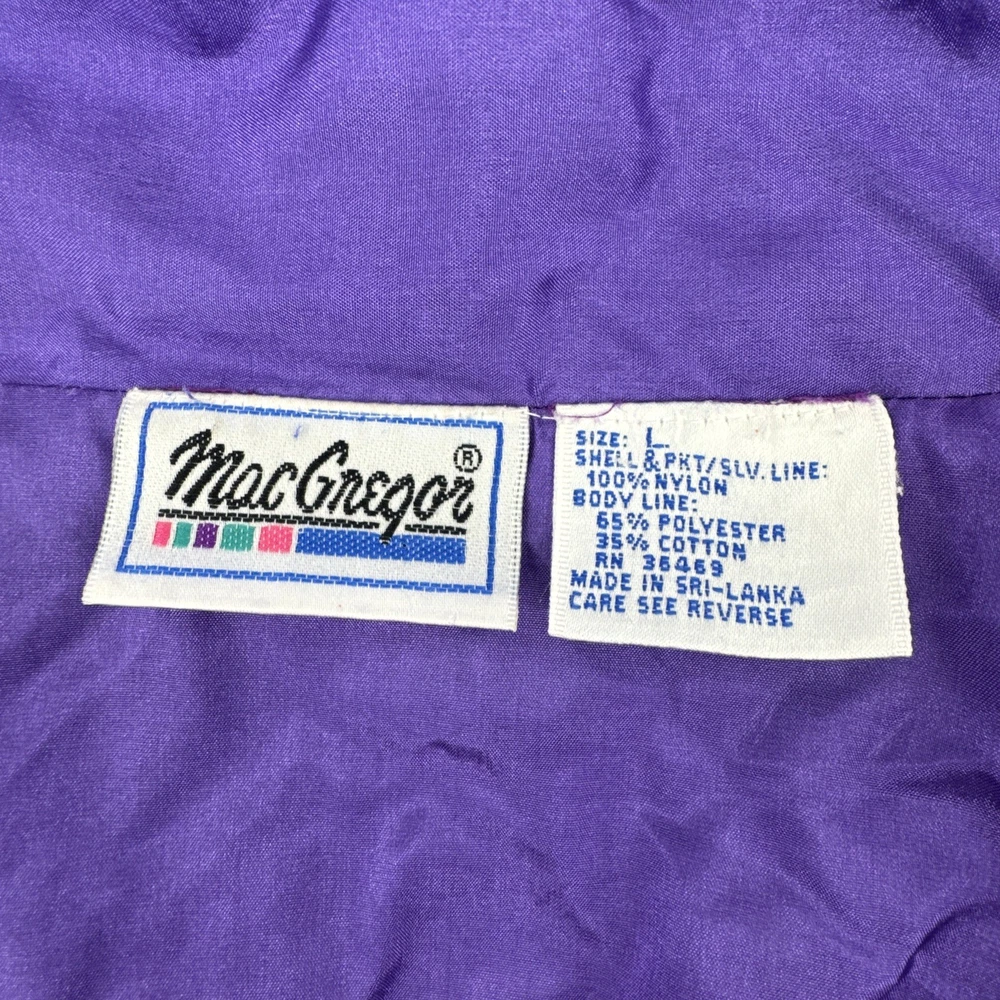 MacGregor®
SIZE: L
SHELL & PKT/SLV. LINE:
100% NYLON
BODY LINE:
65% POLYESTER
35% COTTON
RN 36469
MADE IN SRI-LANKA
CARE SEE REVERSE